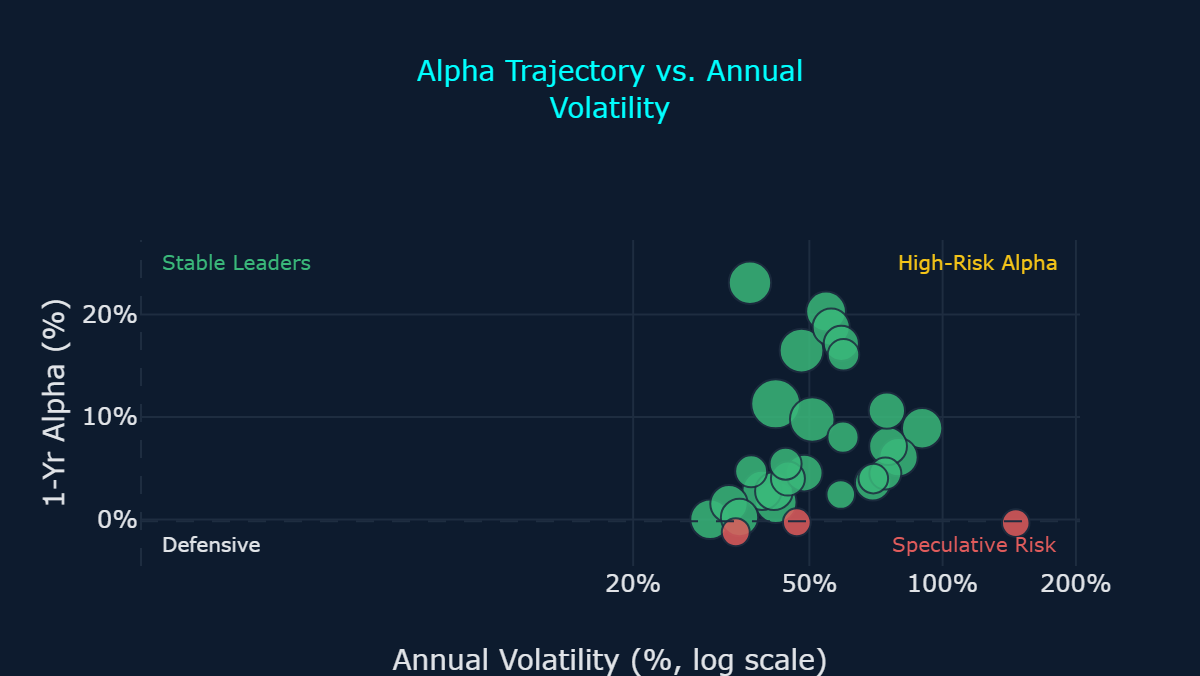 Alpha Trajectory vs. Annual
Volatility
Stable Leaders
High-Risk Alpha
20%
10%
0%
1-Yr Alpha (%)
Defensive
Speculative Risk
20%
50%
100%
200%
Annual Volatility (%, log scale)